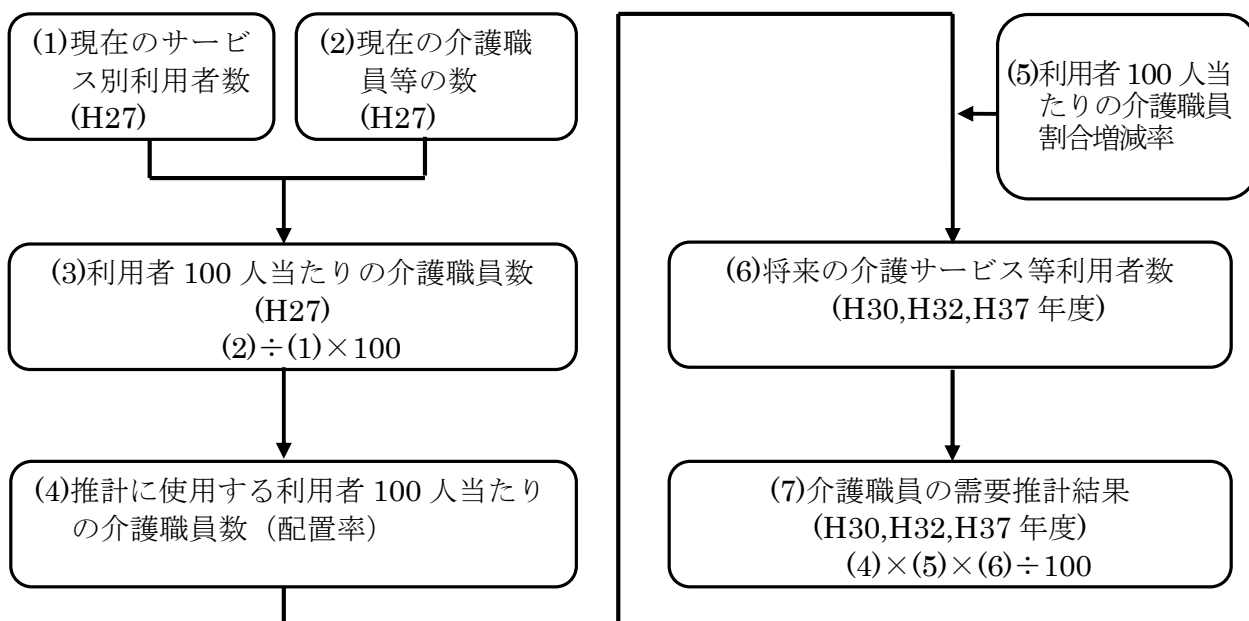 (1)現在のサービ
ス別利用者数
(H27)
(2)現在の介護職
員等の数
(H27)
(3)利用者 100 人当たりの介護職員数
(H27)
(2)÷(1)×100
(4)推計に使用する利用者 100 人当たり
の介護職員数（配置率）
(5)利用者 100 人当
たりの介護職員
割合増減率
(6)将来の介護サービス等利用者数
(H30,H32,H37 年度)
(7)介護職員の需要推計結果
(H30,H32,H37 年度)
(4)×(5)×(6)÷100